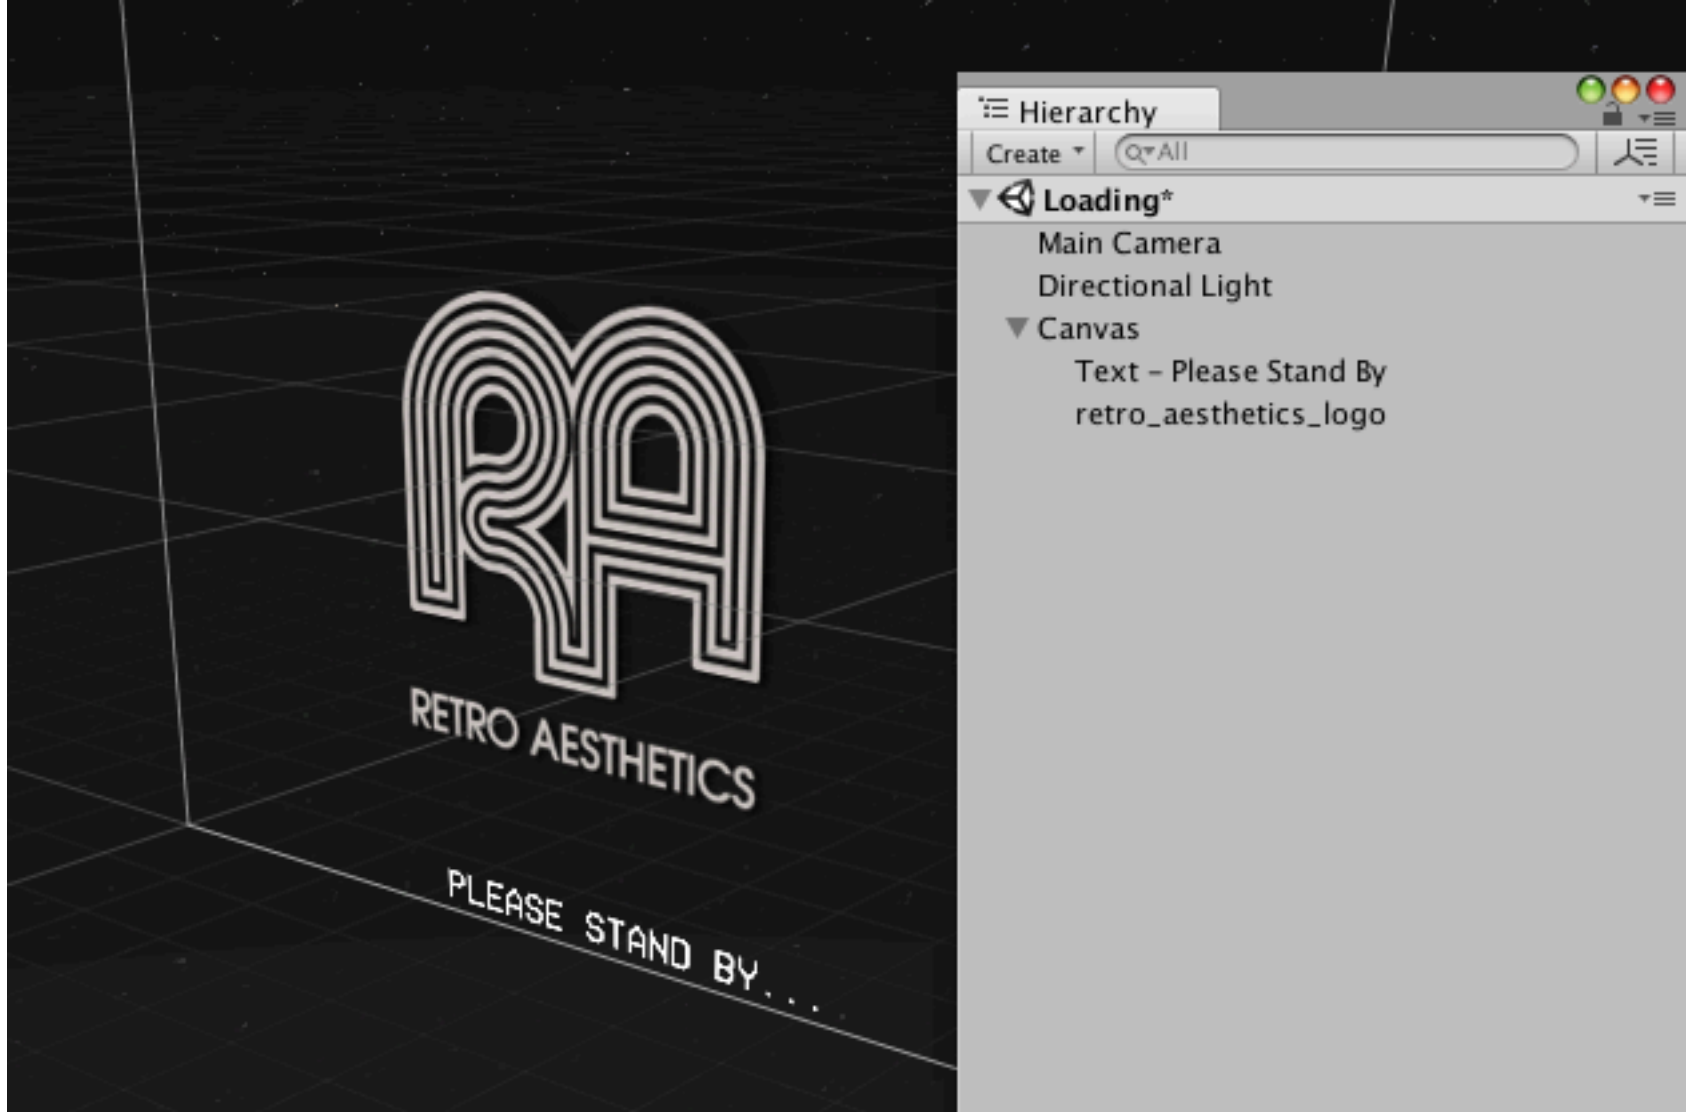 RA
RETRO AESTHETICS
PLEASE STAND BY...
Hierarchy
Create
All
Loading*
Main Camera
Directional Light
Canvas
Text - Please Stand By
retro_aesthetics_logo